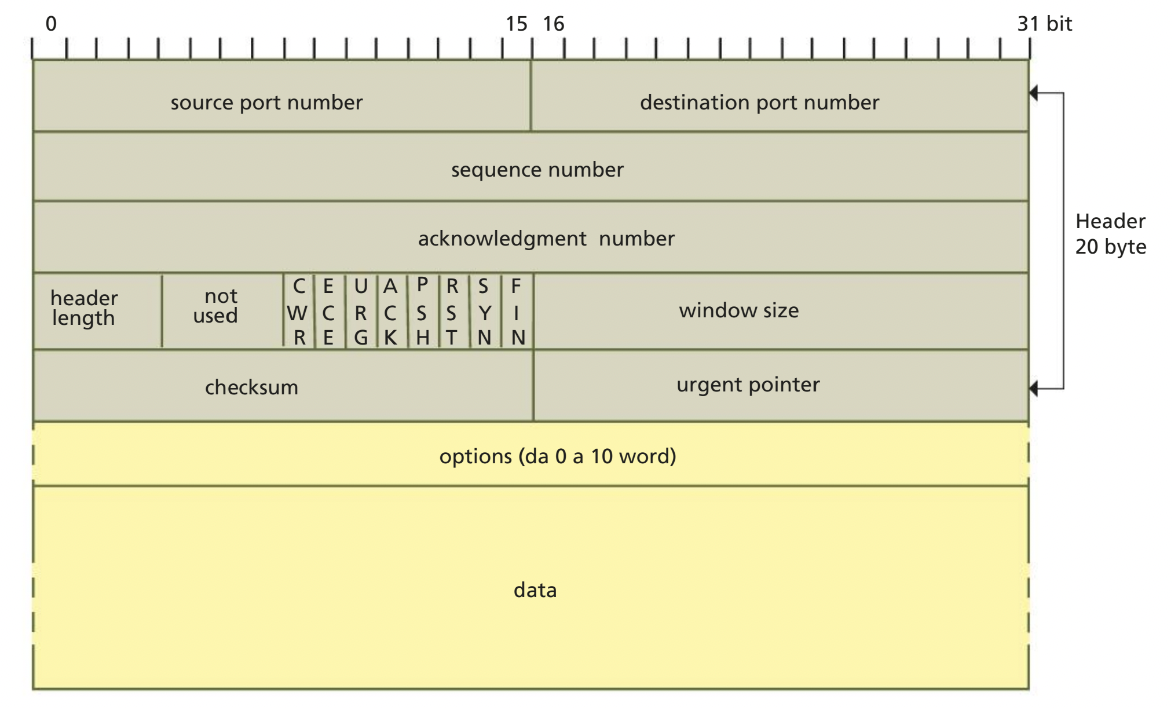 0 15 16 31 bit
source port number destination port number
sequence number
acknowledgment number
Header
20 byte
header
length
not
used
CWR
ECE
URG
ACK
PSH
RST
SYN
FIN
window size
checksum urgent pointer
options (da 0 a 10 word)
data